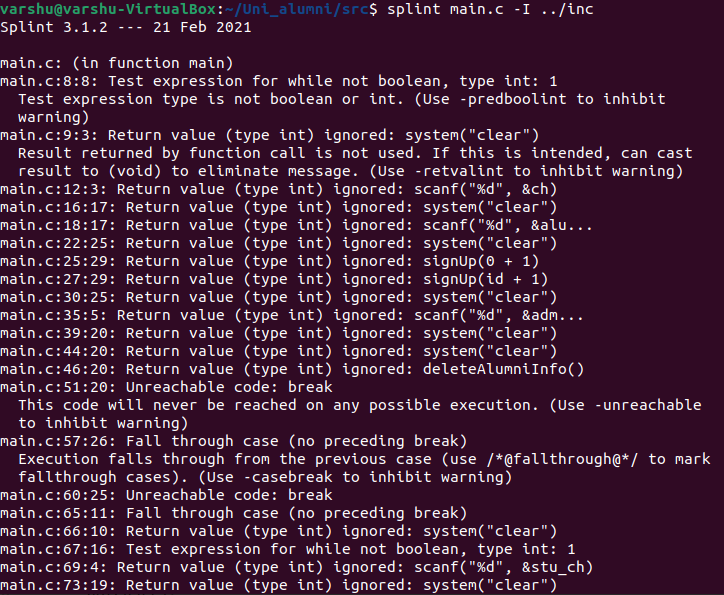 varshu@varshu-VirtualBox:~/Uni_alumni/src$ splint main.c -I ../inc
Splint 3.1.2 --- 21 Feb 2021

main.c: (in function main)
main.c:8:8: Test expression for while not boolean, type int: 1
  Test expression type is not boolean or int. (Use -predboolint to inhibit
  warning)
main.c:9:3: Return value (type int) ignored: system("clear")
  Result returned by function call is not used. If this is intended, can cast
  result to (void) to eliminate message. (Use -retvalint to inhibit warning)
main.c:12:3: Return value (type int) ignored: scanf("%d", &ch)
main.c:16:17: Return value (type int) ignored: system("clear")
main.c:18:17: Return value (type int) ignored: scanf("%d", &alu...
main.c:22:25: Return value (type int) ignored: system("clear")
main.c:25:29: Return value (type int) ignored: signUp(0 + 1)
main.c:27:29: Return value (type int) ignored: signUp(id + 1)
main.c:30:25: Return value (type int) ignored: system("clear")
main.c:35:5: Return value (type int) ignored: scanf("%d", &adm...
main.c:39:20: Return value (type int) ignored: system("clear")
main.c:44:20: Return value (type int) ignored: system("clear")
main.c:46:20: Return value (type int) ignored: deleteAlumniInfo()
main.c:51:20: Unreachable code: break
  This code will never be reached on any possible execution. (Use -unreachable
  to inhibit warning)
main.c:57:26: Fall through case (no preceding break)
  Execution falls through from the previous case (use /*@fallthrough@*/ to mark
  fallthrough cases). (Use -casebreak to inhibit warning)
main.c:60:25: Unreachable code: break
main.c:65:11: Fall through case (no preceding break)
main.c:66:10: Return value (type int) ignored: system("clear")
main.c:67:16: Test expression for while not boolean, type int: 1
main.c:69:4: Return value (type int) ignored: scanf("%d", &stu_ch)
main.c:73:19: Return value (type int) ignored: system("clear")